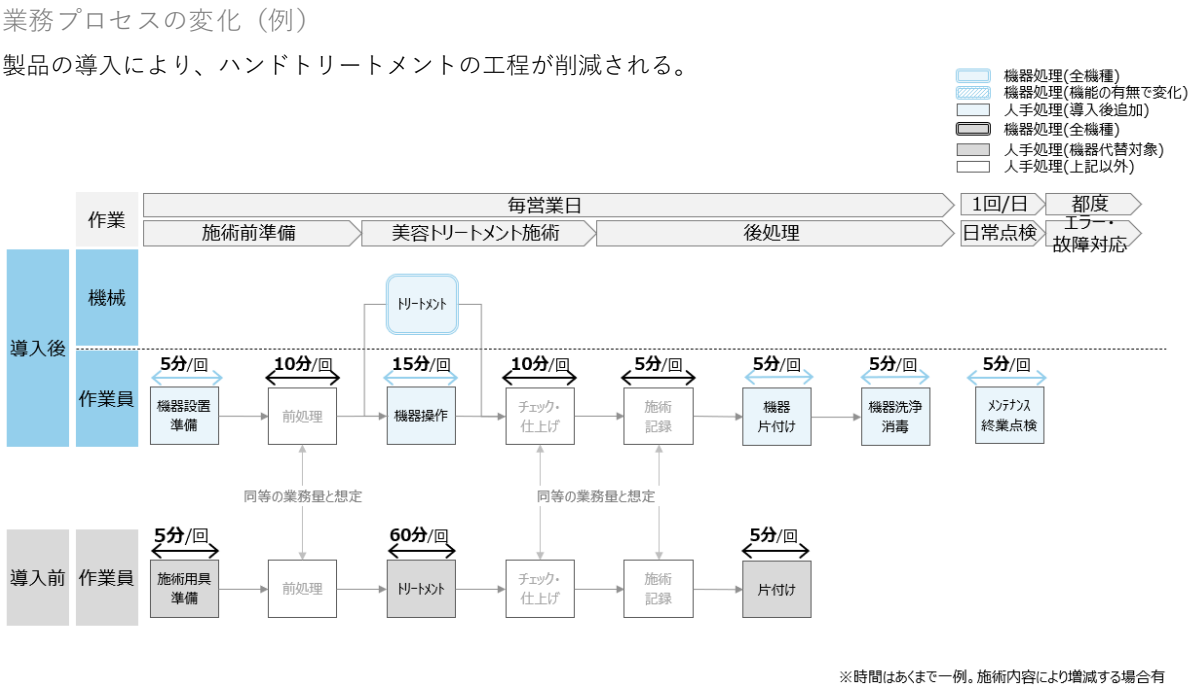 業務プロセスの変化（例）
製品の導入により、ハンドトリートメントの工程が削減される。
機器処理(全機種)
機器処理(機能の有無で変化)
人手処理(導入後追加)
機器処理(全機種)
人手処理(機器代替対象)
人手処理(上記以外)
作業
毎営業日
1回/日
都度
施術前準備
美容トリートメント施術
後処理
日常点検
エラー・
故障対応
導入後
機械
トリートメント
作業員
5分/回
10分/回
15分/回
10分/回
5分/回
5分/回
5分/回
5分/回
機器設置
準備
前処理
機器操作
チェック・
仕上げ
施術
記録
機器
片付け
機器洗浄
消毒
メンテナンス
終業点検
同等の業務量と想定
同等の業務量と想定
導入前
作業員
5分/回
60分/回
5分/回
施術用具
準備
前処理
トリートメント
チェック・
仕上げ
施術
記録
片付け
※時間はあくまで一例。施術内容により増減する場合有